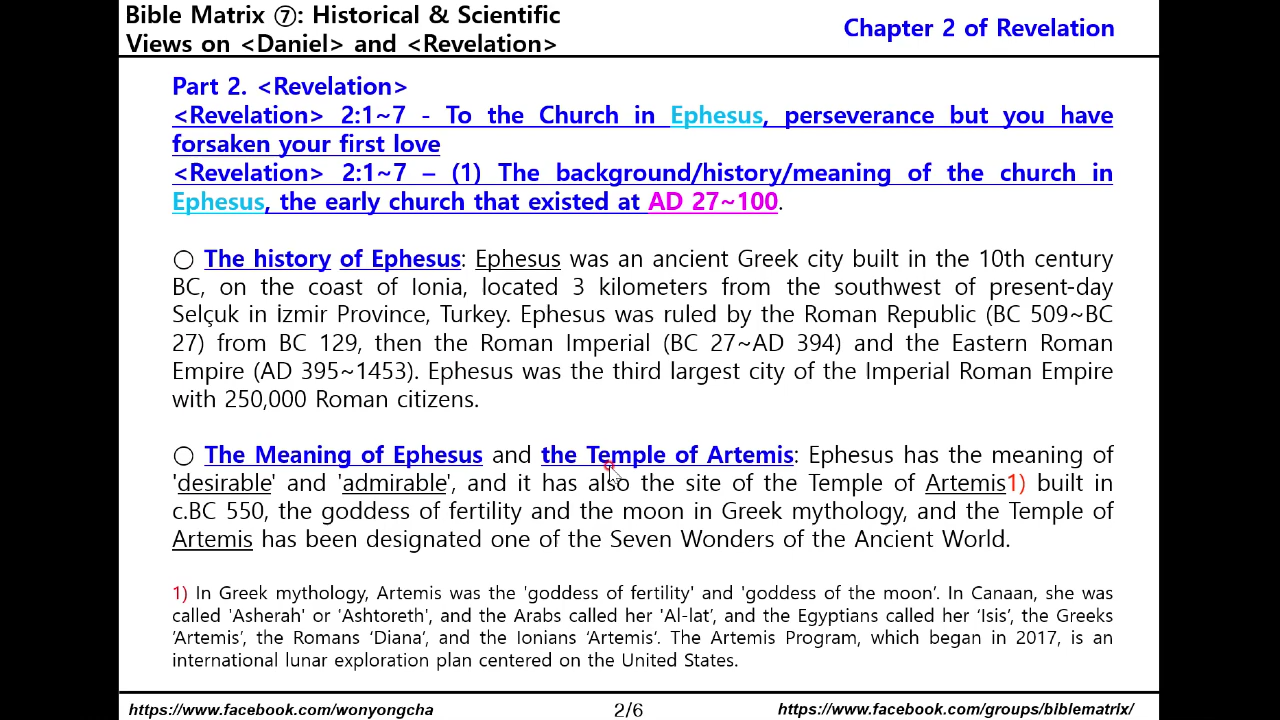 Bible Matrix ⑦: Historical & Scientific
Views on <Daniel> and <Revelation>
Chapter 2 of Revelation
Part 2. <Revelation>
<Revelation> 2:1~7 - To the Church in Ephesus, perseverance but you have
forsaken your first love
<Revelation> 2:1~7 – (1) The background/history/meaning of the church in
Ephesus, the early church that existed at AD 27~100.
○ The history of Ephesus: Ephesus was an ancient Greek city built in the 10th century
BC, on the coast of Ionia, located 3 kilometers from the southwest of present-day
Selçuk in İzmir Province, Turkey. Ephesus was ruled by the Roman Republic (BC 509~BC
27) from BC 129, then the Roman Imperial (BC 27~AD 394) and the Eastern Roman
Empire (AD 395~1453). Ephesus was the third largest city of the Imperial Roman Empire
with 250,000 Roman citizens.
○ The Meaning of Ephesus and the Temple of Artemis: Ephesus has the meaning of
'desirable' and 'admirable', and it has also the site of the Temple of Artemis1) built in
c.BC 550, the goddess of fertility and the moon in Greek mythology, and the Temple of
Artemis has been designated one of the Seven Wonders of the Ancient World.
1) In Greek mythology, Artemis was the 'goddess of fertility' and 'goddess of the moon’. In Canaan, she was
called 'Asherah' or 'Ashtoreth', and the Arabs called her 'Al-lat’, and the Egyptians called her ‘Isis’, the Greeks
‘Artemis’, the Romans ‘Diana’, and the Ionians ‘Artemis‘. The Artemis Program, which began in 2017, is an
international lunar exploration plan centered on the United States.
https://www.facebook.com/wonyongcha
2/6
https://www.facebook.com/groups/biblematrix/